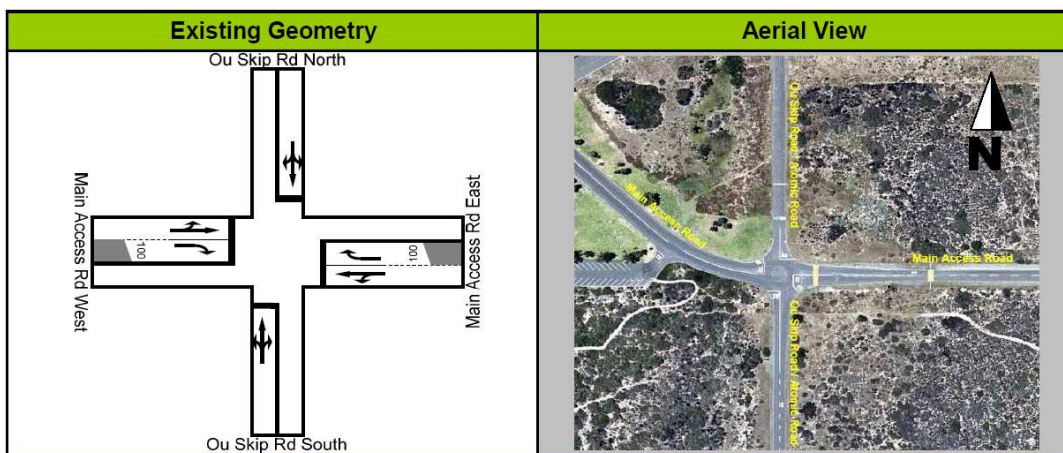 Existing Geometry
Aerial View
Ou Skip Rd North
Main Access Rd West
100
100
Main Access Rd East
Ou Skip Rd South
Ou Skip Road / Atomic Road
N
Main Access Road
Main Access Road
Ou Skip Road / Atomic Road